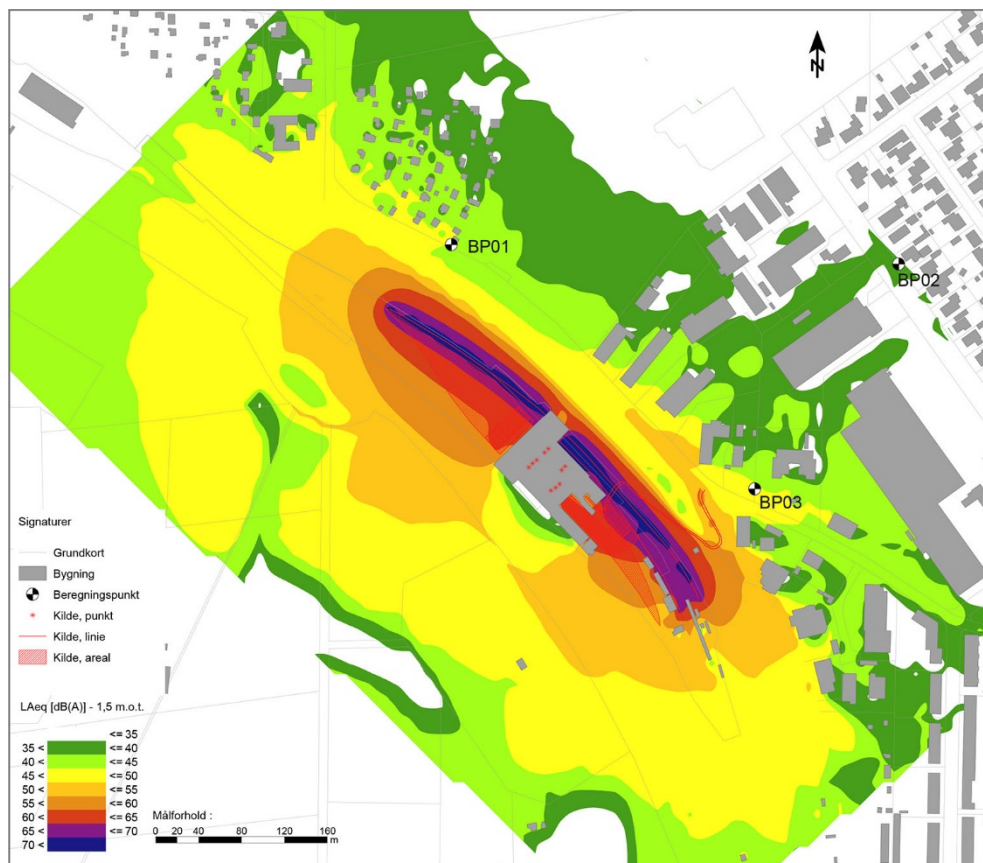 N
BP01
BP02
BP03
Signaturer
Grundkort
Bygning
Beregningspunkt
Kilde, punkt
Kilde, linie
Kilde, areal
LAeq [dB(A)] - 1,5 m.o.t.
<= 35
35 < <= 40
40 < <= 45
45 < <= 50
50 < <= 55
55 < <= 60
60 < <= 65
65 < <= 70
70 <
Målforhold :
0 20 40 80 120 160
m